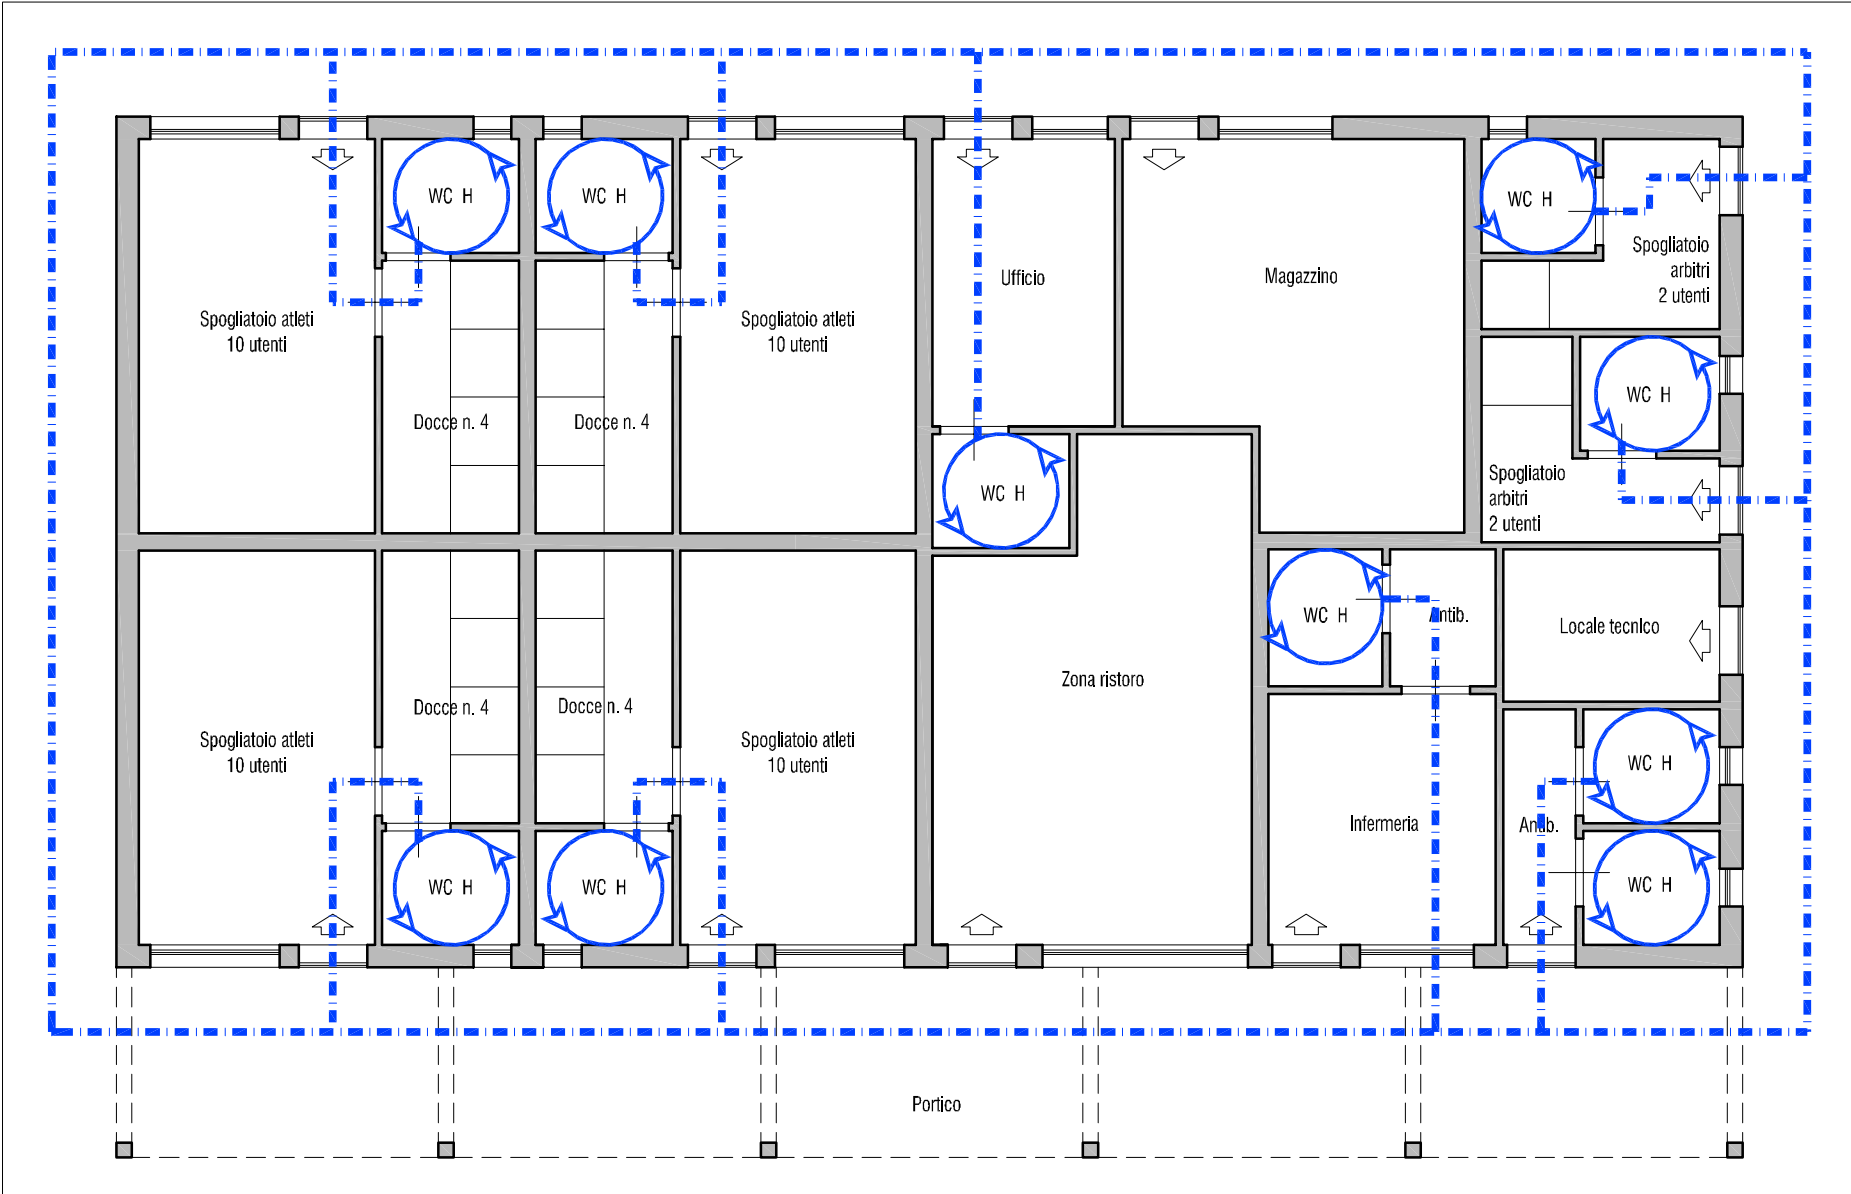 WC H
WC H
WC H
Spogliatoio atleti
10 utenti
Spogliatoio atleti
10 utenti
Ufficio
Magazzino
Spogliatoio
arbitri
2 utenti
Docce n. 4
Docce n. 4
WC H
WC H
Spogliatoio
arbitri
2 utenti
WC H
Antib.
Locale tecnico
Zona ristoro
Docce n. 4
Docce n. 4
Spogliatoio atleti
10 utenti
Spogliatoio atleti
10 utenti
WC H
Infermeria
Antib.
WC H
WC H
WC H
Portico